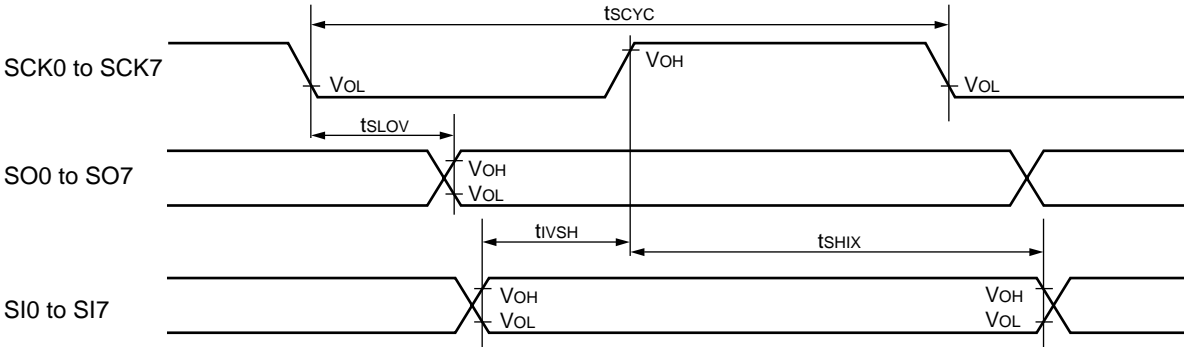 tSCYC
SCK0 to SCK7
VOH
VOL
VOL
tSLOV
SO0 to SO7
VOH
VOL
tIVSH
tSHIX
SI0 to SI7
VOH
VOH
VOL
VOL